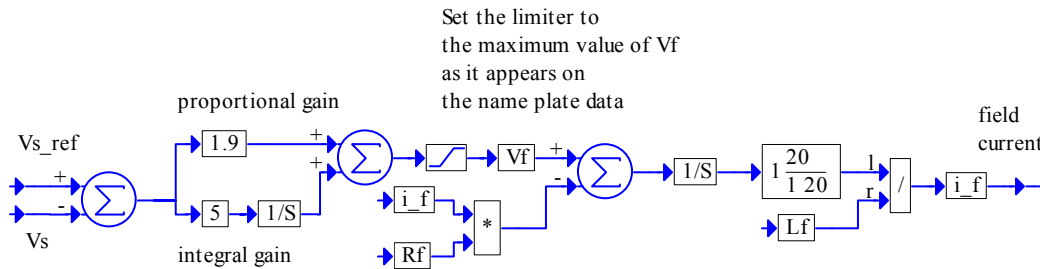 Set the limiter to
the maximum value of Vf
as it appears on
the name plate data
proportional gain
field
current
Vs_ref
+
-
Vs
1.9
5
1/S
integral gain
+
+
Σ
Σ
Vf
i_f
Rf
*
+
-
Σ
1/S
1 20
1 20
l
r
/
Lf
i_f